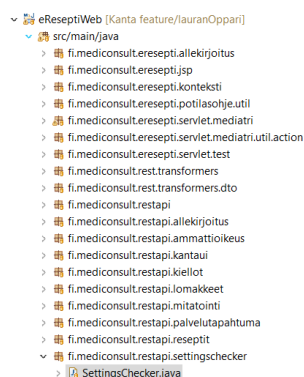 eReseptiWeb [Kanta feature/lauranOppari]
src/main/java
fi.mediconsult.eresepti.allekirjoitus
fi.mediconsult.eresepti.jsp
fi.mediconsult.eresepti.konteksti
fi.mediconsult.eresepti.potilasohje.util
fi.mediconsult.eresepti.servlet.mediatri
fi.mediconsult.eresepti.servlet.mediatri.util.action
fi.mediconsult.eresepti.servlet.test
fi.mediconsult.rest.transformers
fi.mediconsult.rest.transformers.dto
fi.mediconsult.restapi
fi.mediconsult.restapi.allekirjoitus
fi.mediconsult.restapi.ammattioikeus
fi.mediconsult.restapi.kantaui
fi.mediconsult.restapi.kiellot
fi.mediconsult.restapi.lomakkeet
fi.mediconsult.restapi.mitatointi
fi.mediconsult.restapi.palvelutapahtuma
fi.mediconsult.restapi.reseptit
fi.mediconsult.restapi.settingschecker
SettingsChecker.java